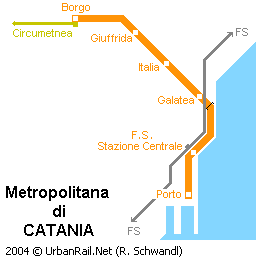 Borgo
Circumetnea
Giuffrida
FS
Italia
Galatea
F.S.
Stazione Centrale
Porto
Metropolitana
di
CATANIA
FS
2004 © UrbanRail.Net (R. Schwandl)